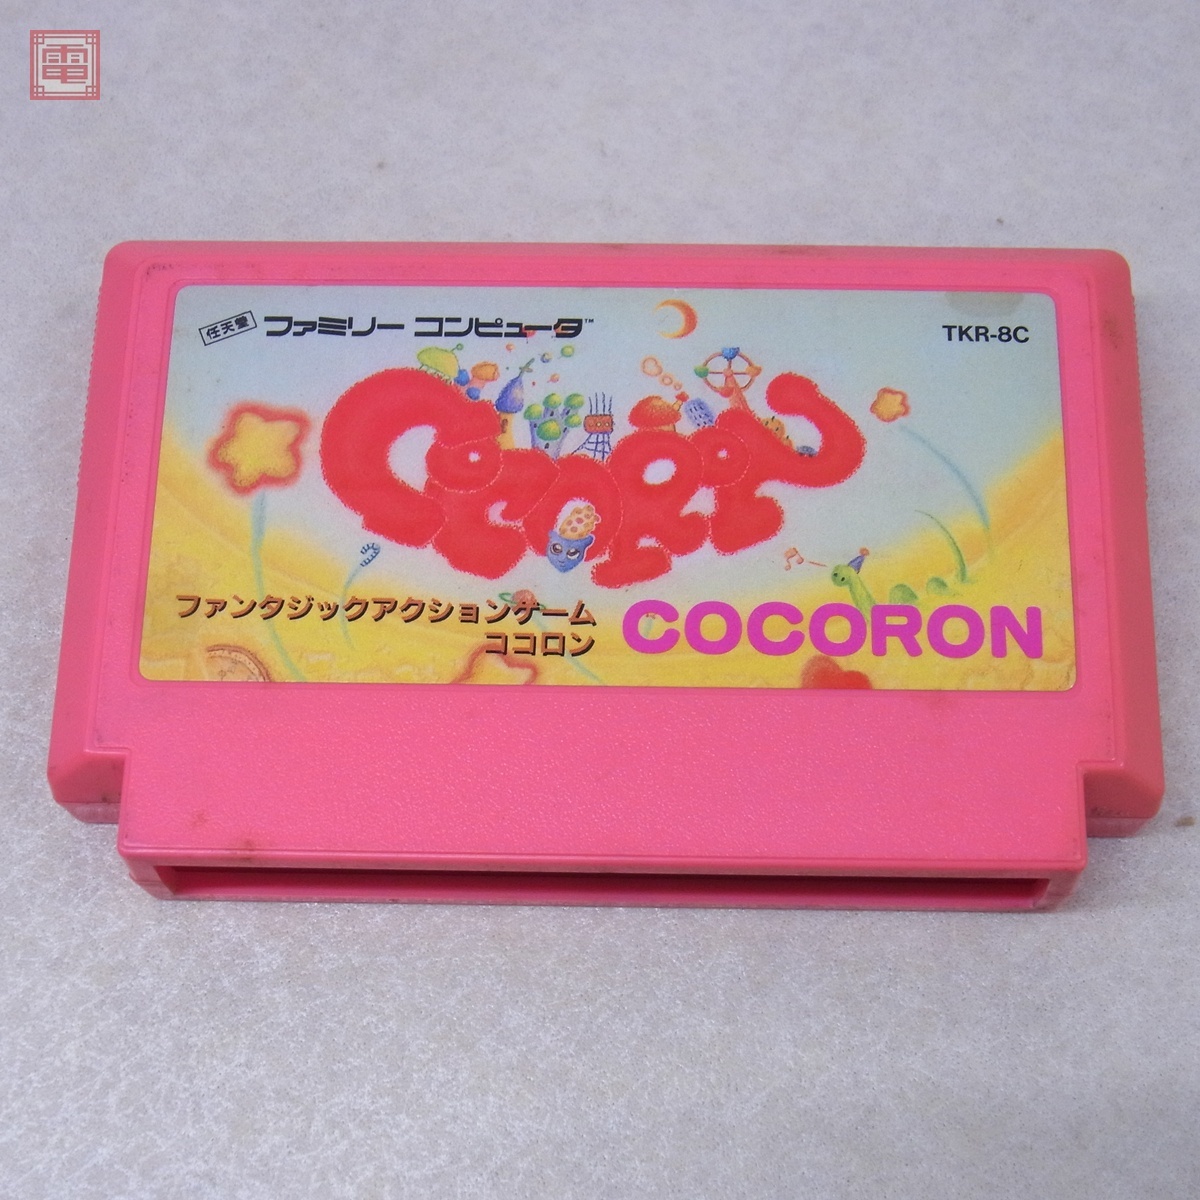 電
任天堂 ファミリー コンピュータ™
TKR-8C
COCORON
ファンタジックアクションゲーム
ココロン
COCORON